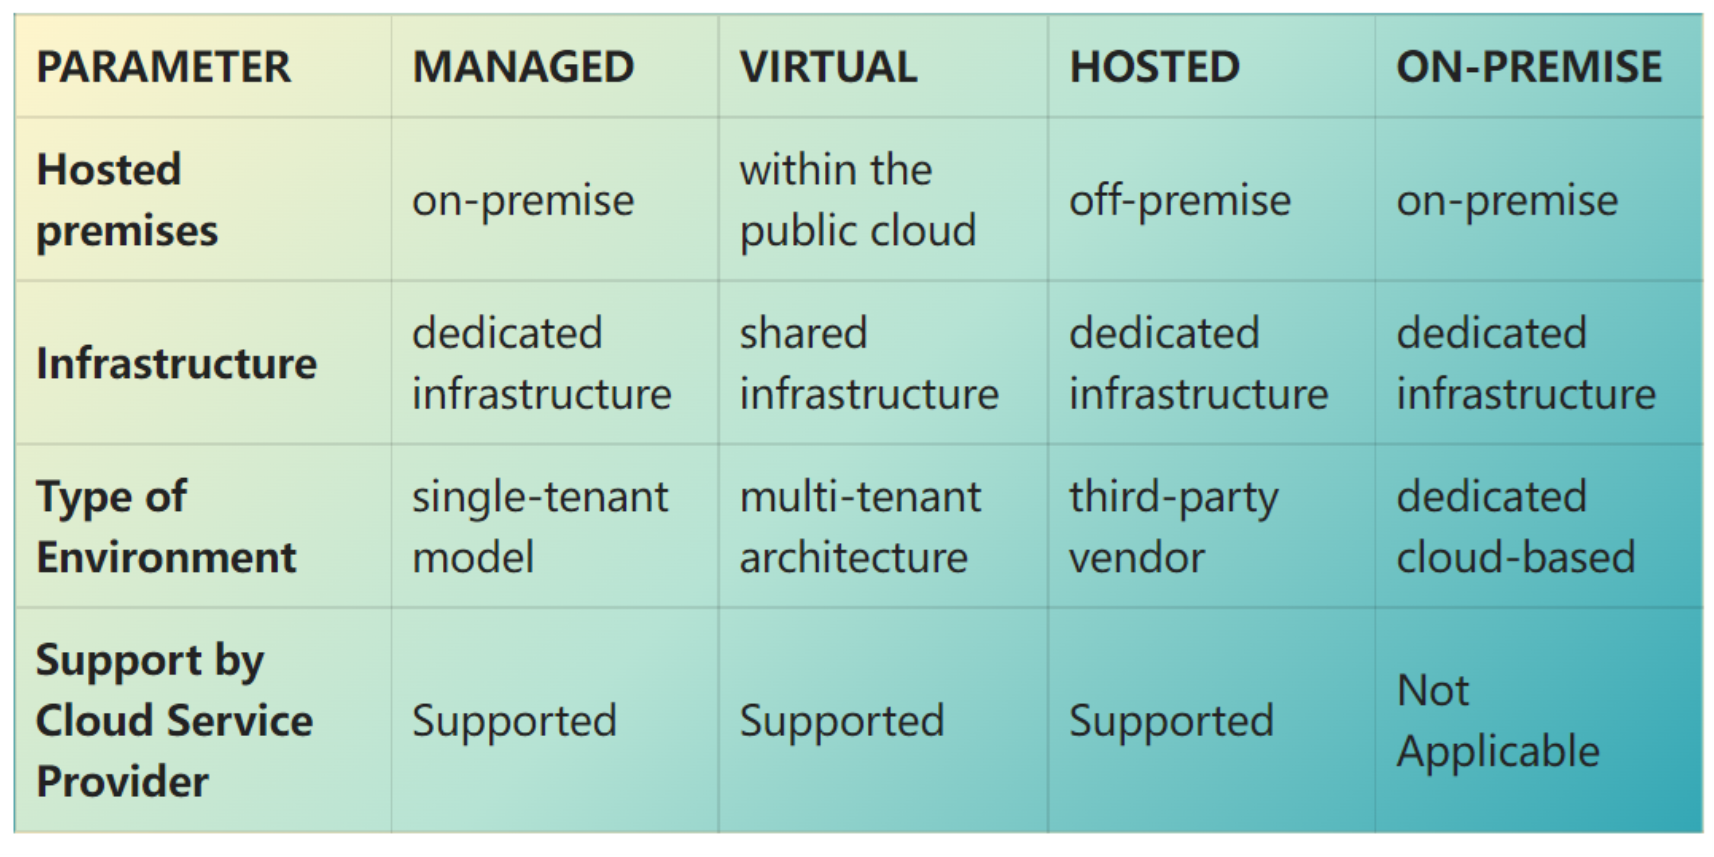 PARAMETER MANAGED VIRTUAL HOSTED ON-PREMISE
Hosted
premises
on-premise
within the
public cloud
off-premise
on-premise
Infrastructure
dedicated
infrastructure
shared
infrastructure
dedicated
infrastructure
dedicated
infrastructure
Type of
Environment
single-tenant
model
multi-tenant
architecture
third-party
vendor
dedicated
cloud-based
Support by
Cloud Service
Provider
Supported
Supported
Supported
Not
Applicable